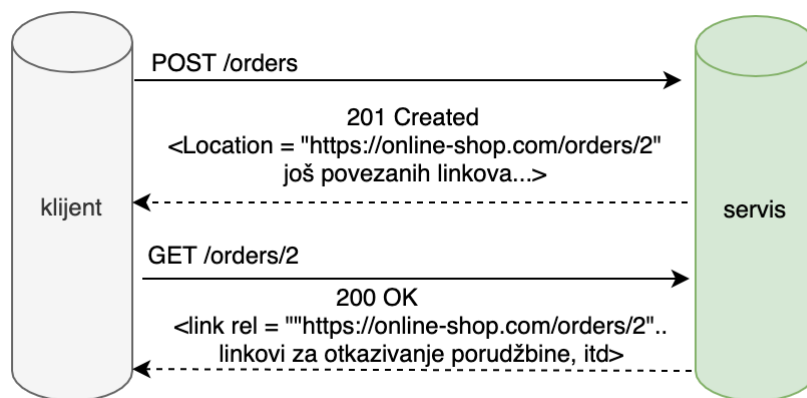 POST /orders
201 Created
<Location = "https://online-shop.com/orders/2"
još povezanih linkova...>
klijent
servis
GET /orders/2
200 OK
<link rel = ""https://online-shop.com/orders/2"..
linkovi za otkazivanje porudžbine, itd>